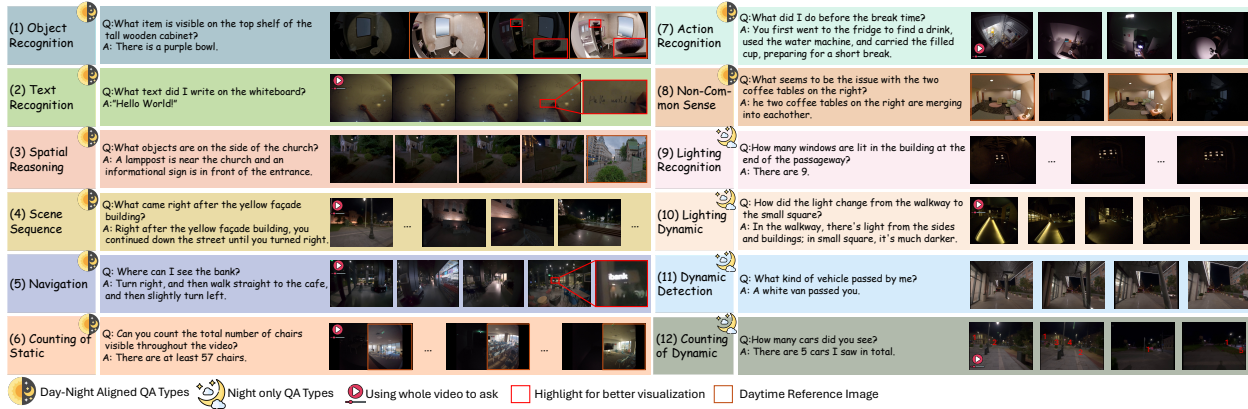 (1) Object
Recognition
Q:What item is visible on the top shelf of the
tall wooden cabinet?
A: There is a purple bowl.
(2) Text
Recognition
Q:What text did I write on the whiteboard?
A:"Hello World!"
(3) Spatial
Reasoning
Q:What objects are on the side of the church?
A: A lamppost is near the church and an
informational sign is in front of the entrance.
(4) Scene
Sequence
Q:What came right after the yellow façade
building?
A: Right after the yellow façade building, you
continued down the street until you turned right.
...
...
(5) Navigation
Q: Where can I see the bank?
A: Turn right, and then walk straight to the cafe,
and then slightly turn left.
(6) Counting of
Static
Q: Can you count the total number of chairs
visible throughout the video?
A: There are at least 57 chairs.
...
...
(7) Action
Recognition
Q:What did I do before the break time?
A: You first went to the fridge to find a drink,
used the water machine, and carried the filled
cup, preparing for a short break.
(8) Non-Com-
mon Sense
Q:What seems to be the issue with the two
coffee tables on the right?
A: he two coffee tables on the right are merging
into eachother.
(9) Lighting
Recognition
Q:How many windows are lit in the building at the
end of the passageway?
A: There are 9.
...
...
(10) Lighting
Dynamic
Q: How did the light change from the walkway to
the small square?
A: In the walkway, there's light from the sides
and buildings; in small square, it's much darker.
(11) Dynamic
Detection
Q: What kind of vehicle passed by me?
A: A white van passed you.
(12) Counting
of Dynamic
Q:How many cars did you see?
A: There are 5 cars I saw in total.
Day-Night Aligned QA Types
Night only QA Types
Using whole video to ask
Highlight for better visualization
Daytime Reference Image